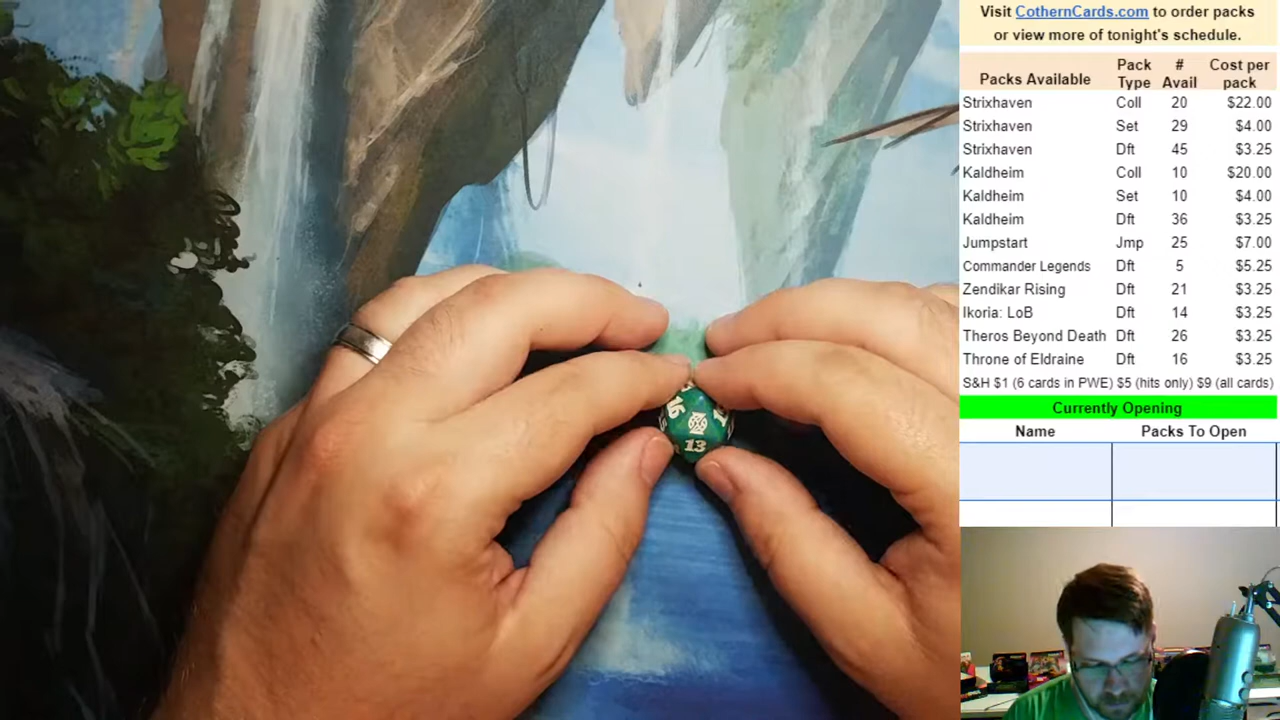 Visit CothernCards.com to order packs
or view more of tonight's schedule.
Packs Available Pack Type # Avail Cost per pack
Strixhaven Coll 20 $22.00
Strixhaven Set 29 $4.00
Strixhaven Dft 45 $3.25
Kaldheim Coll 10 $20.00
Kaldheim Set 10 $4.00
Kaldheim Dft 36 $3.25
Jumpstart Jmp 25 $7.00
Commander Legends Dft 5 $5.25
Zendikar Rising Dft 21 $3.25
Ikoria: LoB Dft 14 $3.25
Theros Beyond Death Dft 26 $3.25
Throne of Eldraine Dft 16 $3.25
S&H $1 (6 cards in PWE) $5 (hits only) $9 (all cards)
Currently Opening
Name Packs To Open
16
13